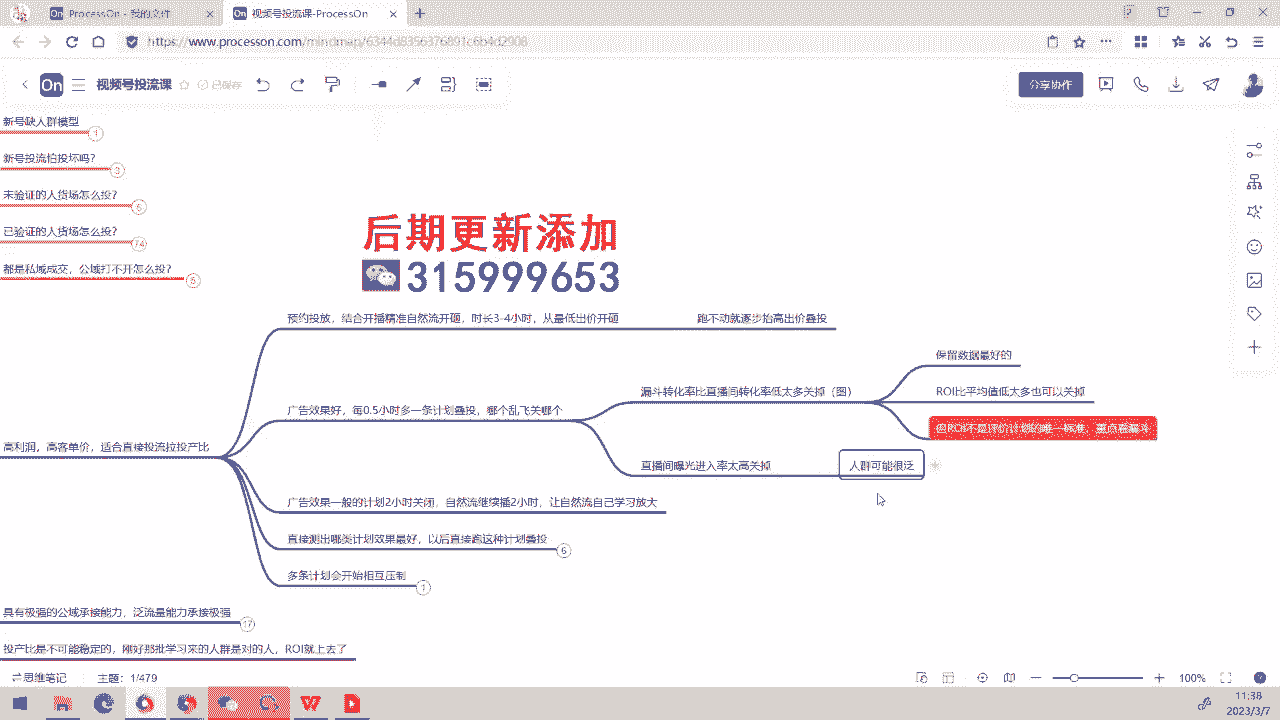 ProcessOn - 我的文件
视频号投流课-ProcessOn
视频号投流课
已保存
分享协作
新号缺人群模型
新号投流怕投坏吗？
3
未验证的人货场怎么投？
6
已验证的人货场怎么投？
74
都是私域成交，公域打不开怎么投？
后期更新添加
315999653
预约投放，结合开播精准自然流开砸，时长3-4小时，从最低出价开砸
跑不动就逐步抬高出价叠投
保留数据最好的
漏斗转化率比直播间转化率低太多关掉（图）
ROI比平均值低太多也可以关掉
广告效果好，每0.5小时多一条计划叠投，哪个乱飞关哪个
但ROI不是评价计划的唯一标准，重点看漏斗
高利润，高客单价，适合直接投流拉投产比
直播间曝光进入率太高关掉
人群可能很泛
广告效果一般的计划2小时关闭，自然流继续播2小时，让自然流自己学习放大
直接测出哪类计划效果最好，以后直接跑这种计划叠投
6
多条计划会开始相互压制
1
具有极强的公域承接能力，泛流量能力承接极强
17
投产比是不可能稳定的，刚好那批学习来的人群是对的人，ROI就上去了
思维笔记
主题：1/479
100%
11:38
2023/3/7